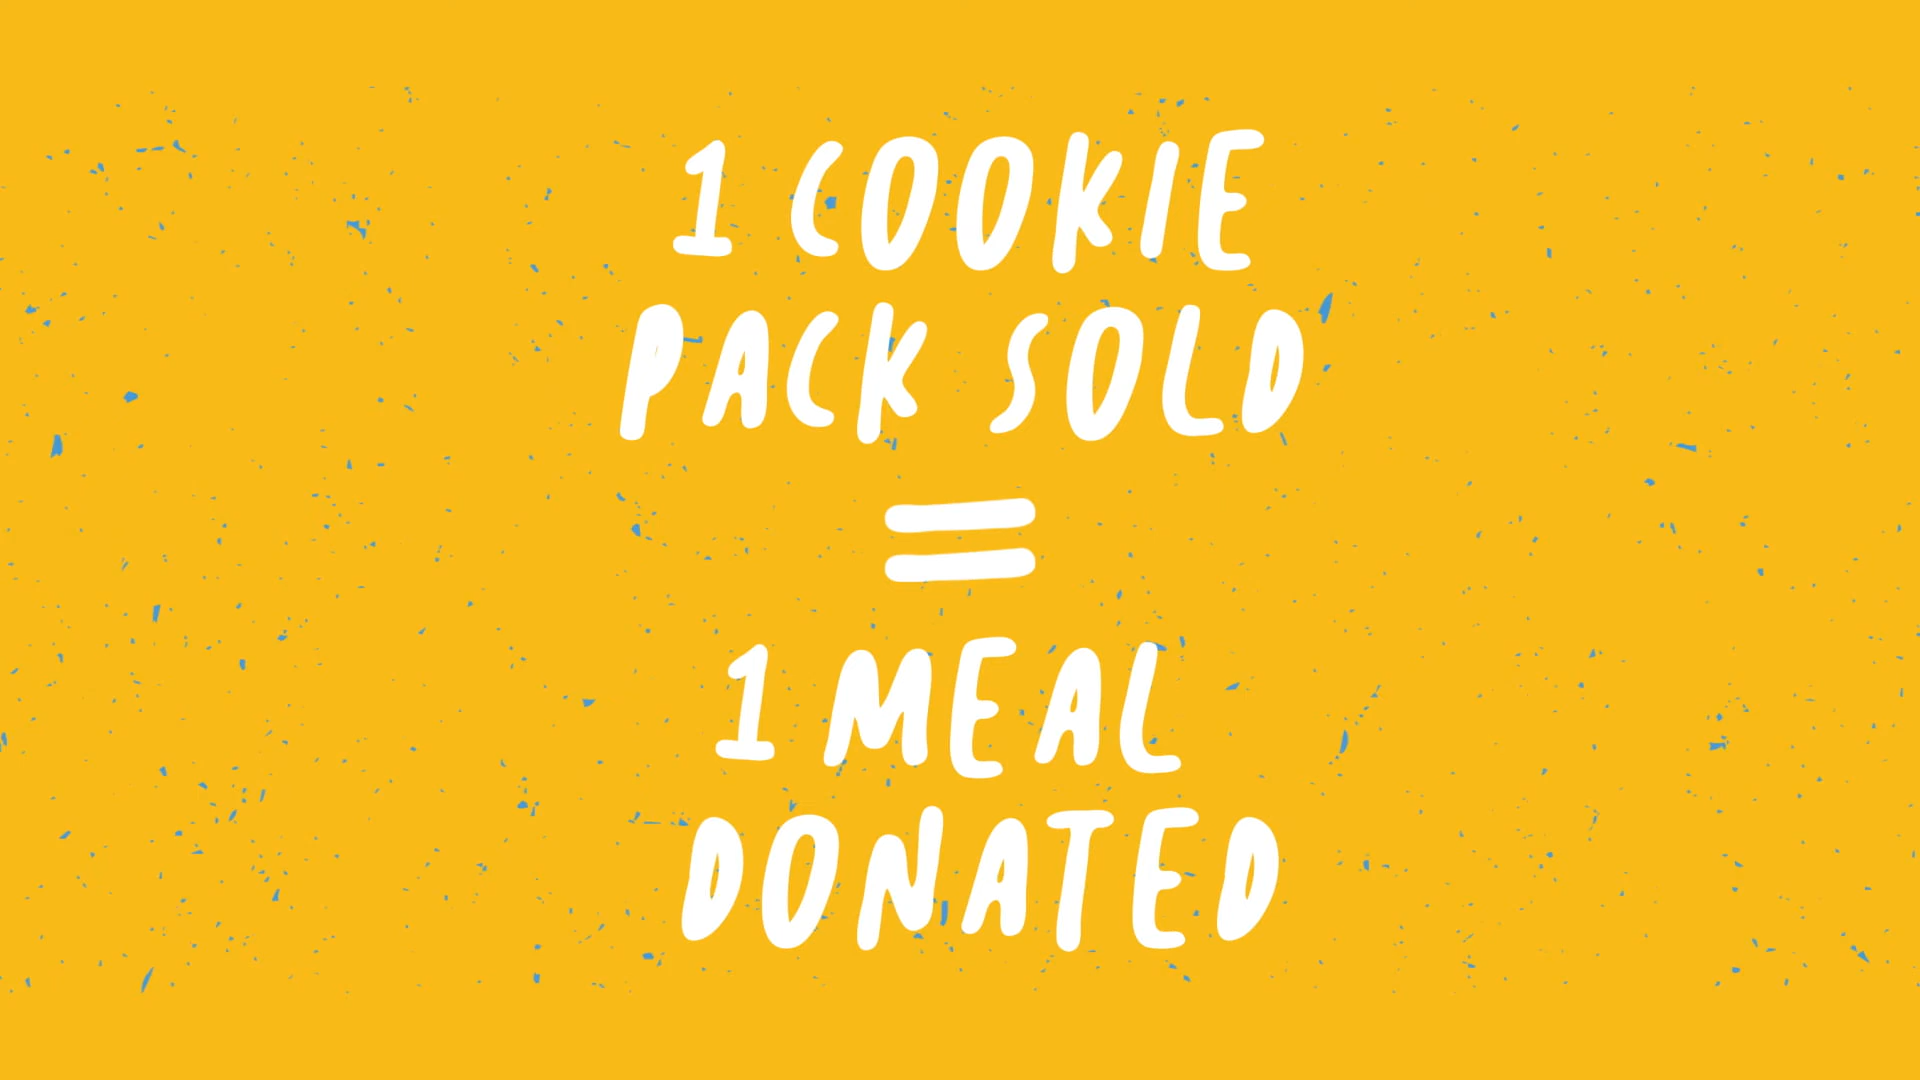 1 COOKIE
PACK SOLD
=
1 MEAL
DONATED